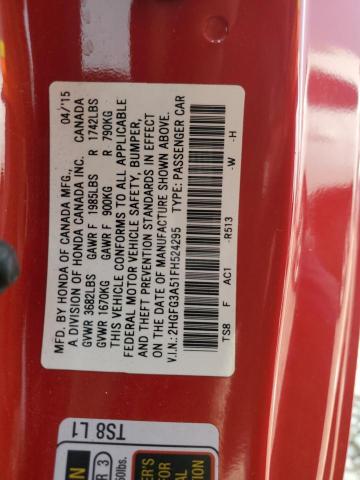 MFD. BY HONDA OF CANADA MFG., 04/15
A DIVISION OF HONDA CANADA INC. CANADA
GVWR 3682LBS GAWR F 1985LBS R 1742LBS
GVWR 1670KG GAWR F 900KG R 790KG
THIS VEHICLE CONFORMS TO ALL APPLICABLE
FEDERAL MOTOR VEHICLE SAFETY, BUMPER,
AND THEFT PREVENTION STANDARDS IN EFFECT
ON THE DATE OF MANUFACTURE SHOWN ABOVE.
V.I.N.: 2HGFG3A51FH524295 TYPE: PASSENGER CAR
TS8 F AC1 -R513 -W -H
TS8 L1
R 3
50lbs.
ER'S